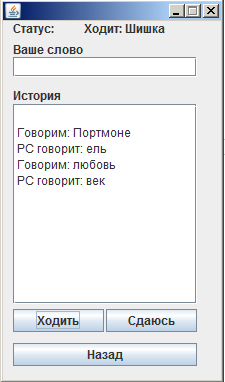 Статус: Ходит: Шишка
Ваше слово
История
Говорим: Портмоне
PC говорит: ель
Говорим: любовь
PC говорит: век
Ходить Сдаюсь
Назад